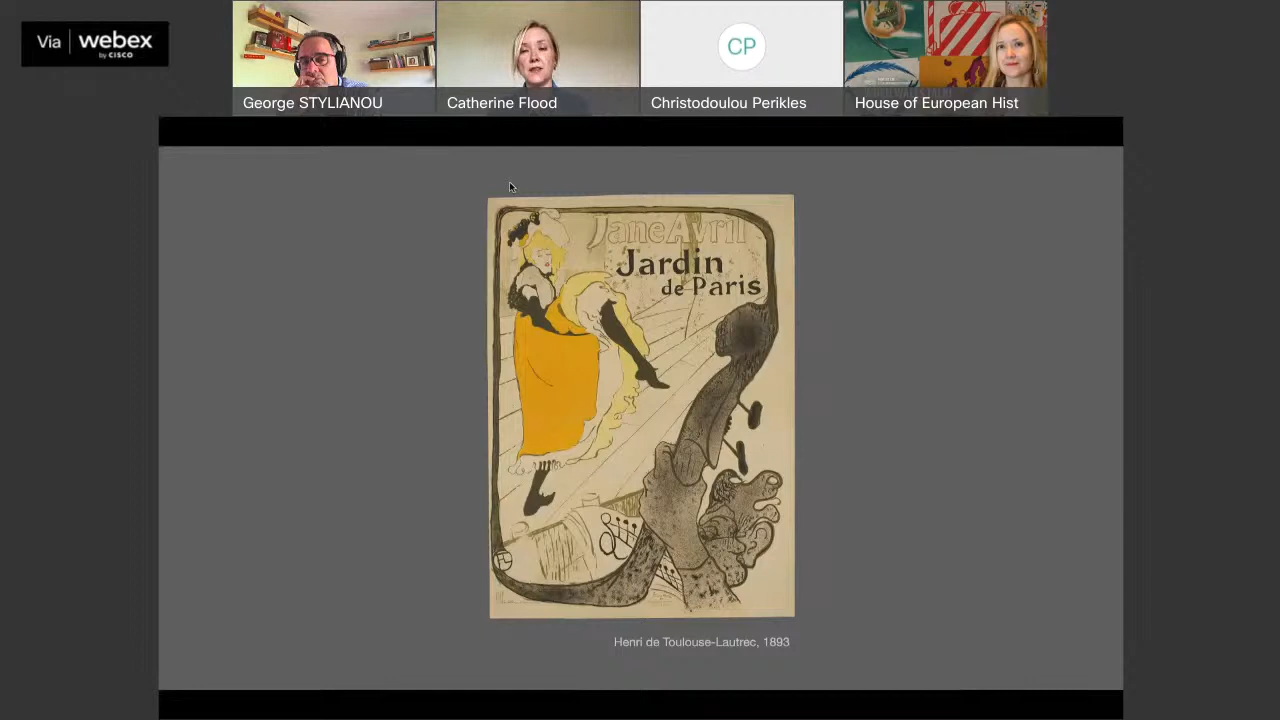 Via webex
by CISCO
George STYLIANOU
Catherine Flood
CP
Christodoulou Perikles
House of European Hist
Jane Avril
Jardin
de Paris
Henri de Toulouse-Lautrec, 1893